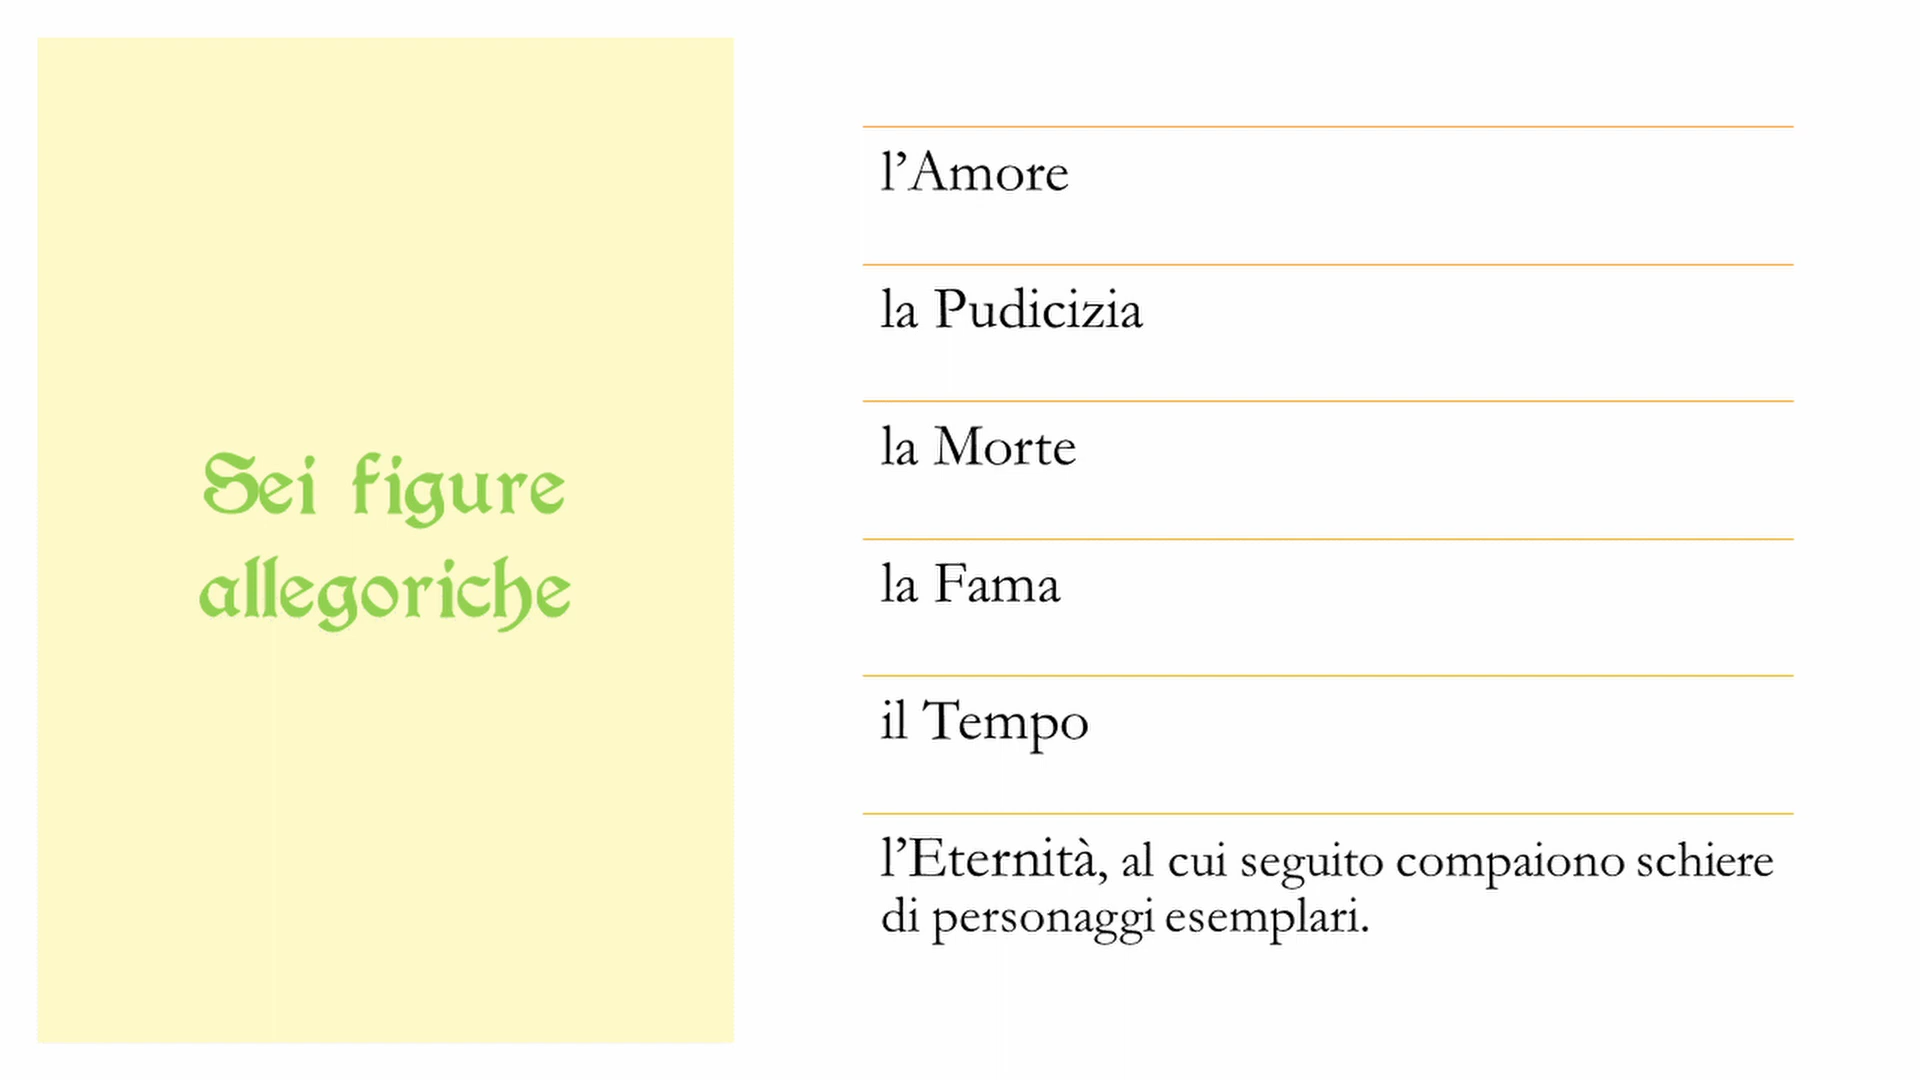 Sei figure
allegoriche
l’Amore
la Pudicizia
la Morte
la Fama
il Tempo
l’Eternità, al cui seguito compaiono schiere
di personaggi esemplari.